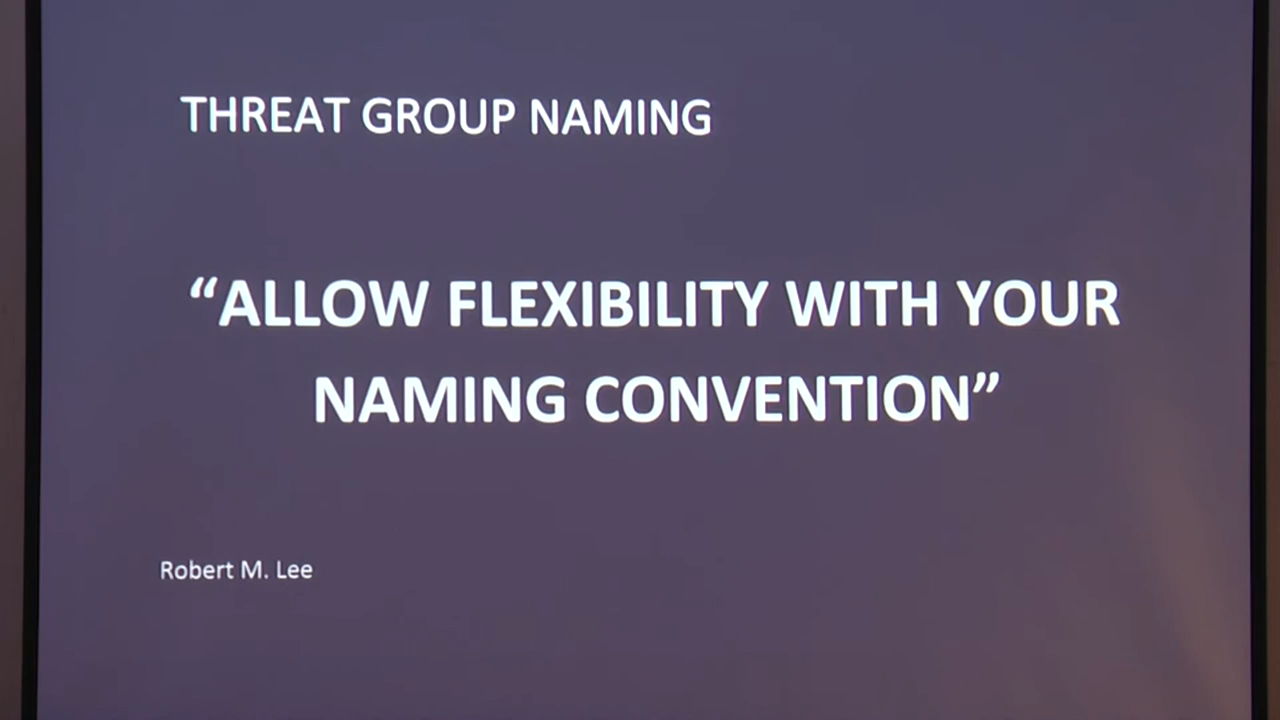 THREAT GROUP NAMING
“ALLOW FLEXIBILITY WITH YOUR
NAMING CONVENTION”
Robert M. Lee